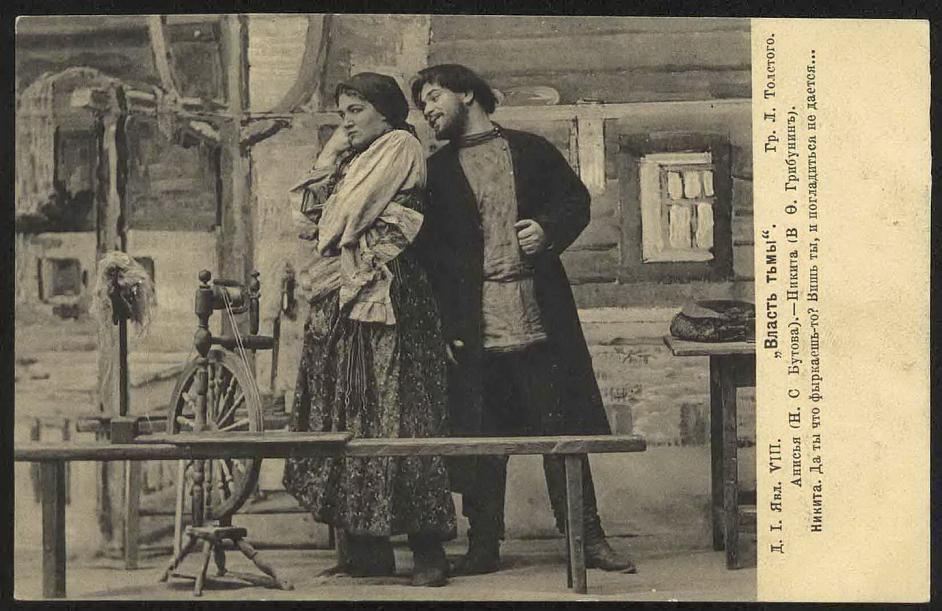 Д. I. Явл. VIII. „Власть тьмы“. Гр. Л. Толстого.
Анисья (Н. С Бутова).—Никита (В Ѳ. Грибунинъ).
Никита. Да ты что фыркаешь-то? Вишь ты, и погладиться не дается...